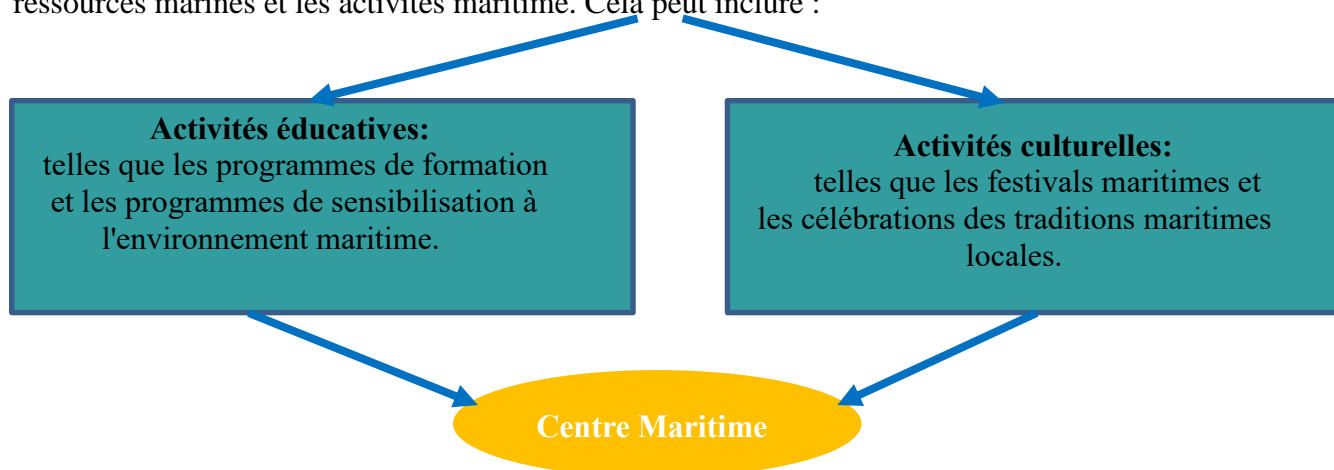 ressources marines et les activités maritime. Cela peut inclure :
Activités éducatives:
telles que les programmes de formation
et les programmes de sensibilisation à
l'environnement maritime.
Activités culturelles:
telles que les festivals maritimes et
les célébrations des traditions maritimes
locales.
Centre Maritime